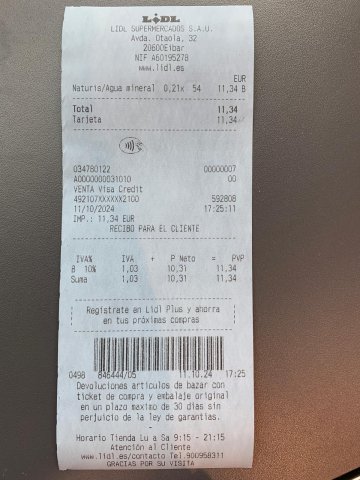 LIDL
LIDL SUPERMERCADOS S.A.U.
Avda. Otaola, 32
20600Eibar
NIF A60195278
www.lidl.es
EUR
Naturis/Agua mineral 0,21x 54 11,34 B
Total 11,34
Tarjeta 11,34
034780122 00000007
A0000000031010 00
VENTA Visa Credit
492107XXXXXX2100 592808
11/10/2024 17:25:11
IMP.: 11,34 EUR
RECIBO PARA EL CLIENTE
IVA% IVA + P Neto = PVP
B 10% 1,03 10,31 11,34
Suma 1,03 10,31 11,34
Regístrate en Lidl Plus y ahorra
en tus próximas compras
0498 846444/05 11.10.24 17:25
Devoluciones artículos de bazar con
ticket de compra y embalaje original
en un plazo maximo de 30 días sin
perjuicio de la ley de garantías.
Horario Tienda Lu a Sa 9:15 - 21:15
Atención al Cliente
www.lidl.es/contacto Tel.900958311
GRACIAS POR SU VISITA